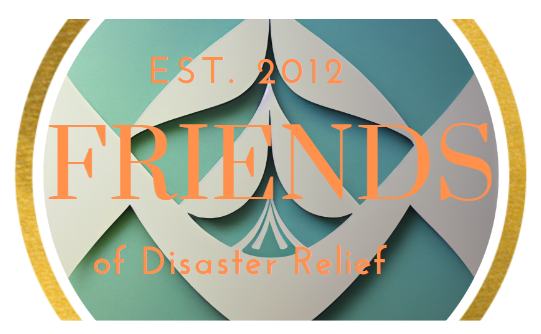 EST. 2012
FRIENDS
of Disaster Relief